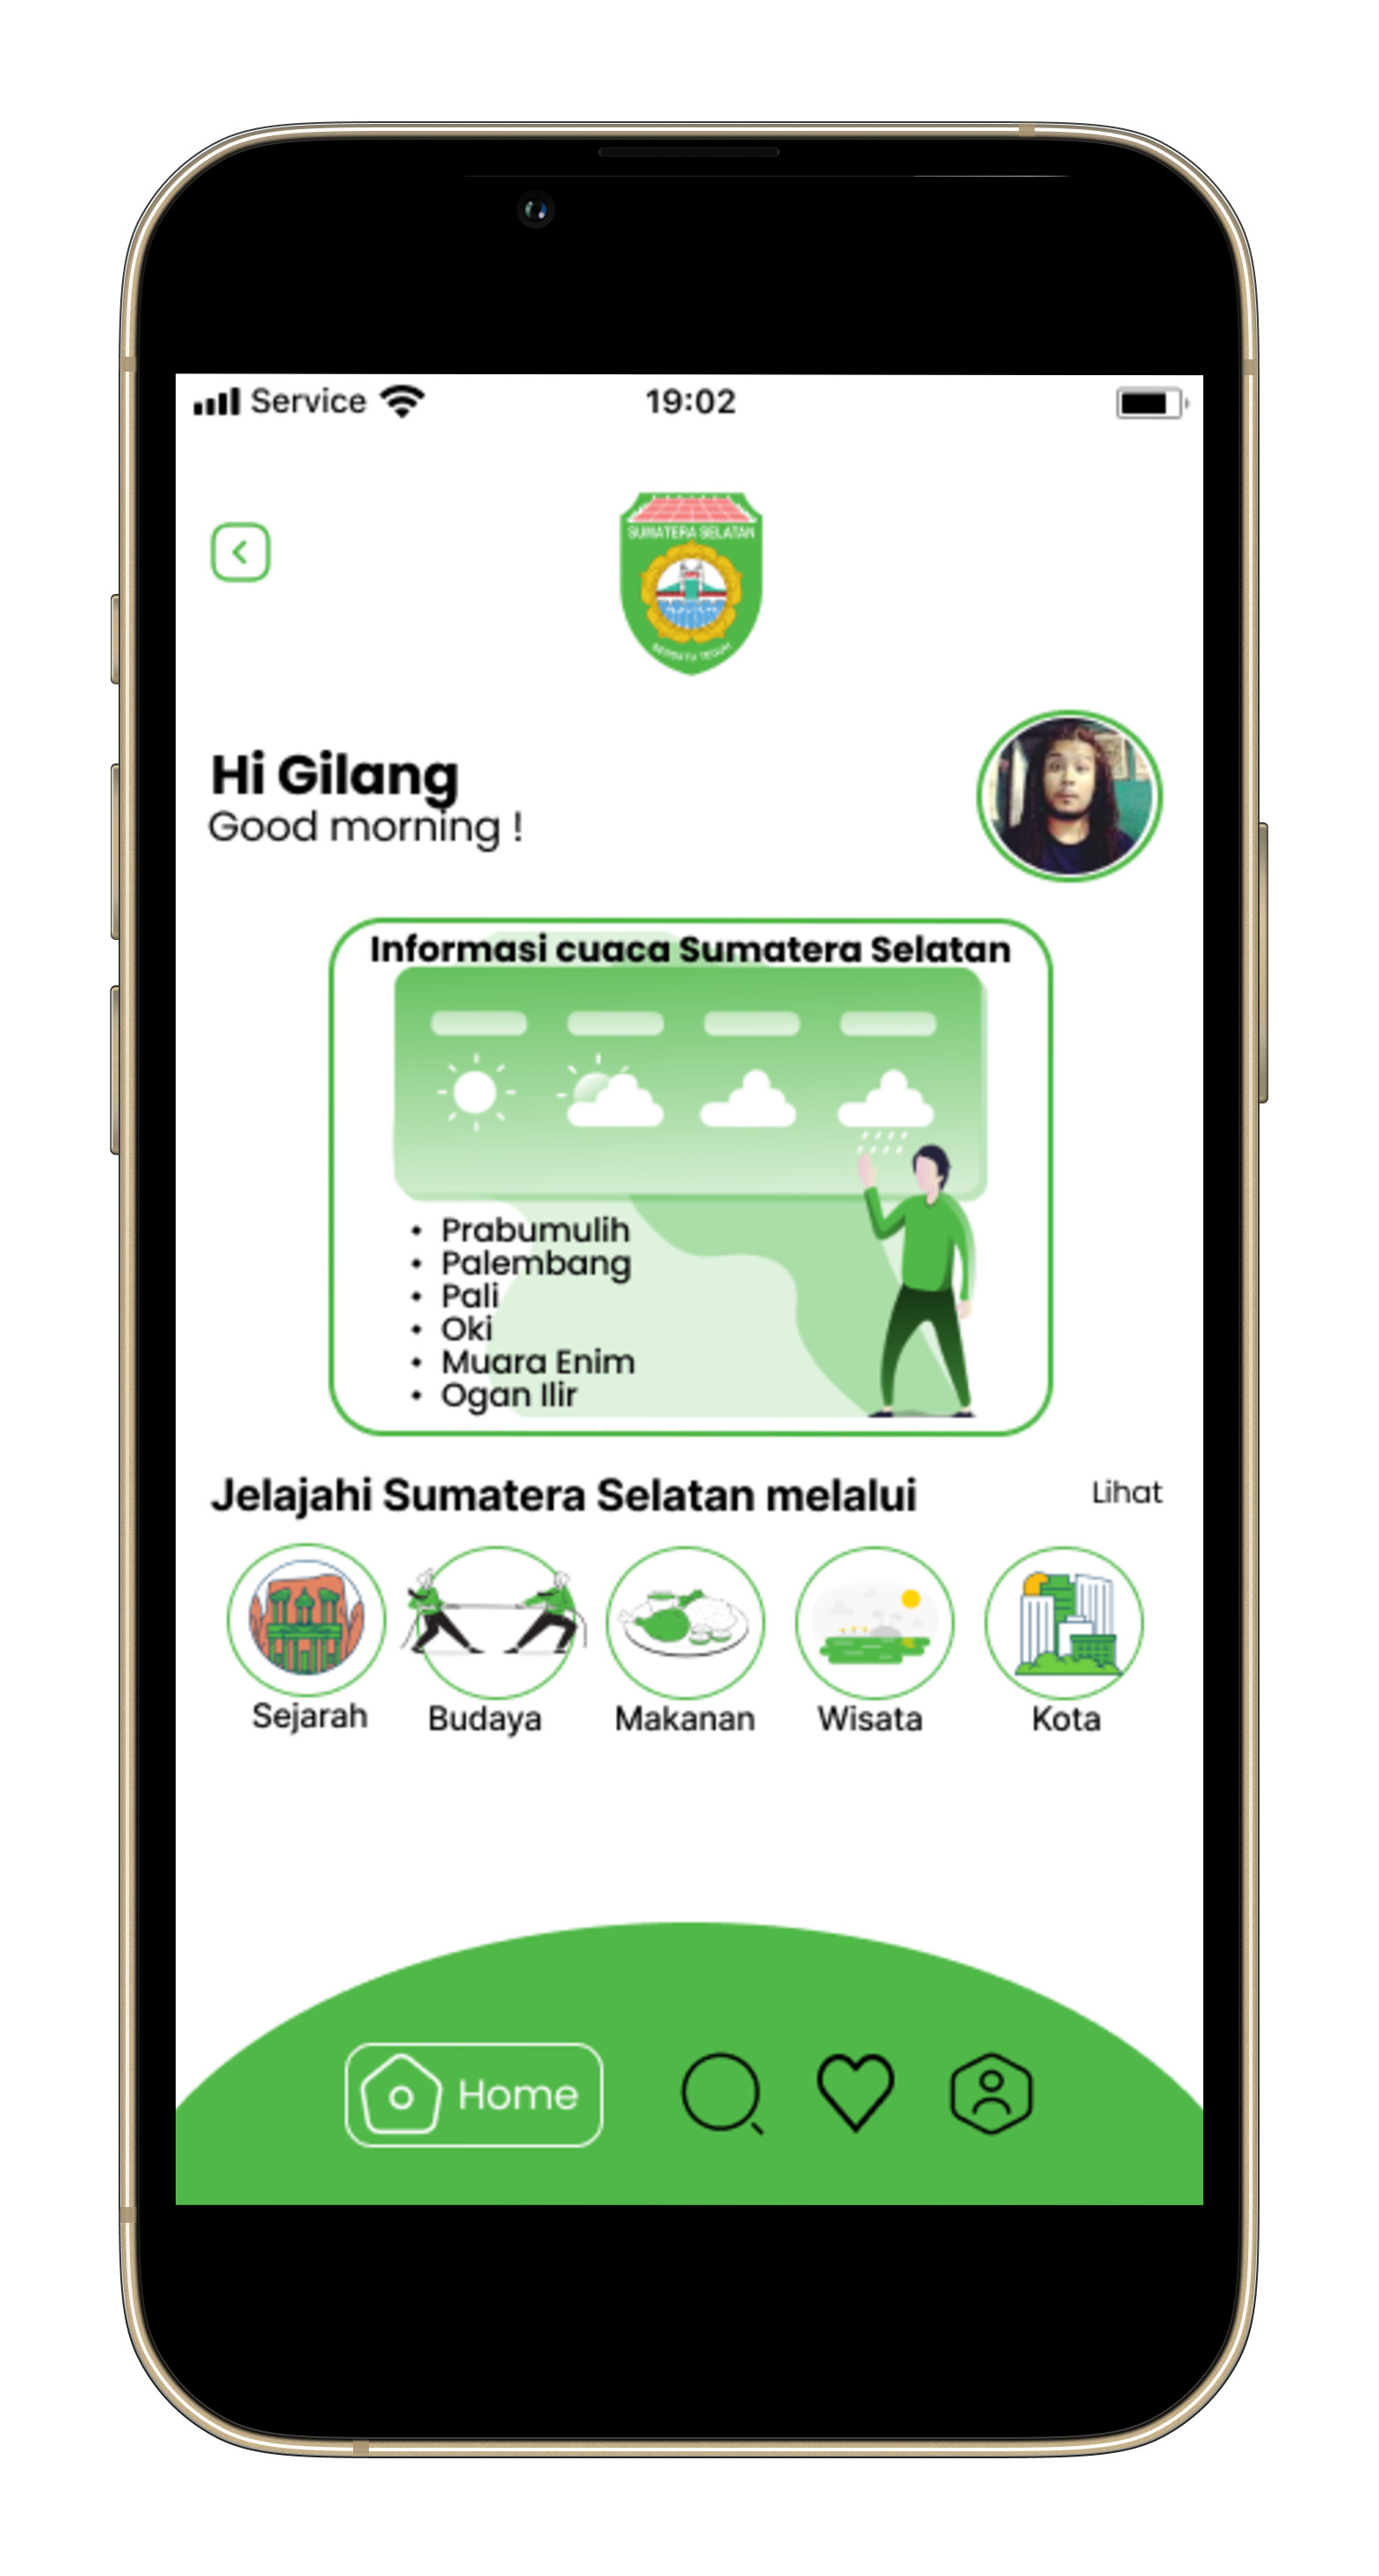 Service
19:02
SUMATERA SELATAN
Hi Gilang
Good morning !
Informasi cuaca Sumatera Selatan
• Prabumulih
• Palembang
• Pali
• Oki
• Muara Enim
• Ogan Ilir
Jelajahi Sumatera Selatan melalui
Lihat
Sejarah
Budaya
Makanan
Wisata
Kota
Home